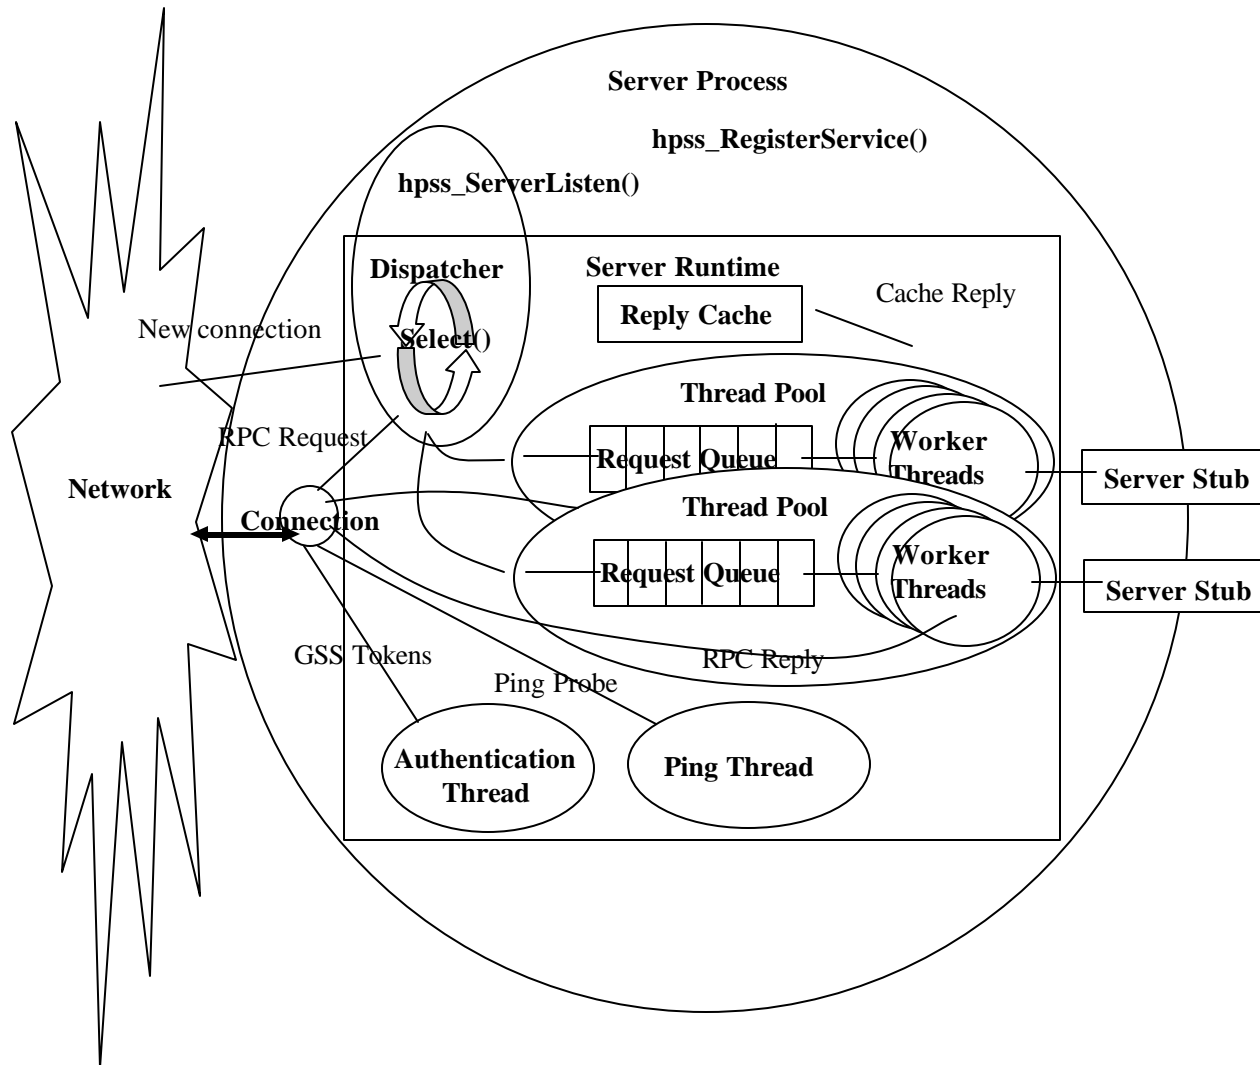 Server Process
hpss_RegisterService()
hpss_ServerListen()
Dispatcher
Server Runtime
Cache Reply
Reply Cache
New connection
Select()
Thread Pool
RPC Request
Request Queue
Worker
Threads
Server Stub
Network
Connection
Thread Pool
Request Queue
Worker
Threads
Server Stub
GSS Tokens
RPC Reply
Ping Probe
Authentication
Thread
Ping Thread